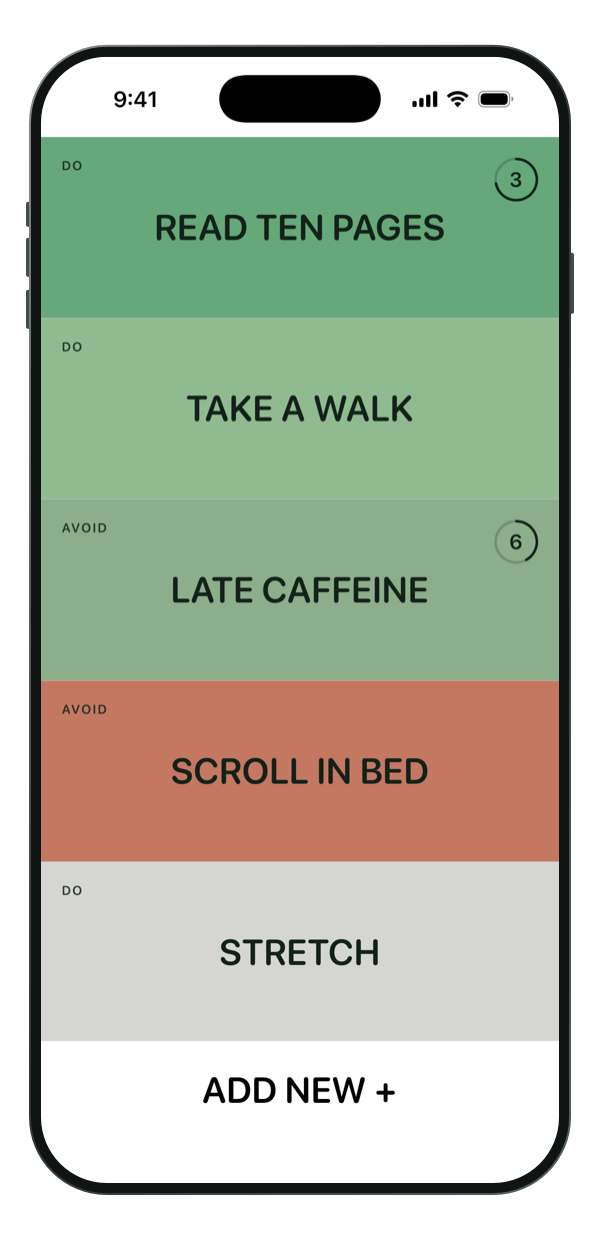 9:41
DO
3
READ TEN PAGES
DO
TAKE A WALK
AVOID
6
LATE CAFFEINE
AVOID
SCROLL IN BED
DO
STRETCH
ADD NEW +